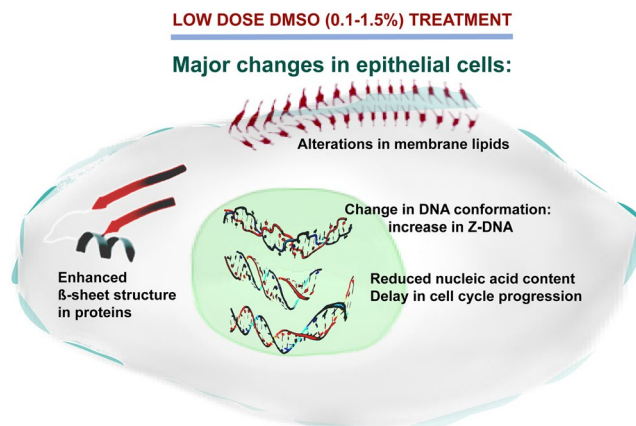 LOW DOSE DMSO (0.1-1.5%) TREATMENT
Major changes in epithelial cells:
Alterations in membrane lipids
Change in DNA conformation:
increase in Z-DNA
Enhanced
ß-sheet structure
in proteins
Reduced nucleic acid content
Delay in cell cycle progression